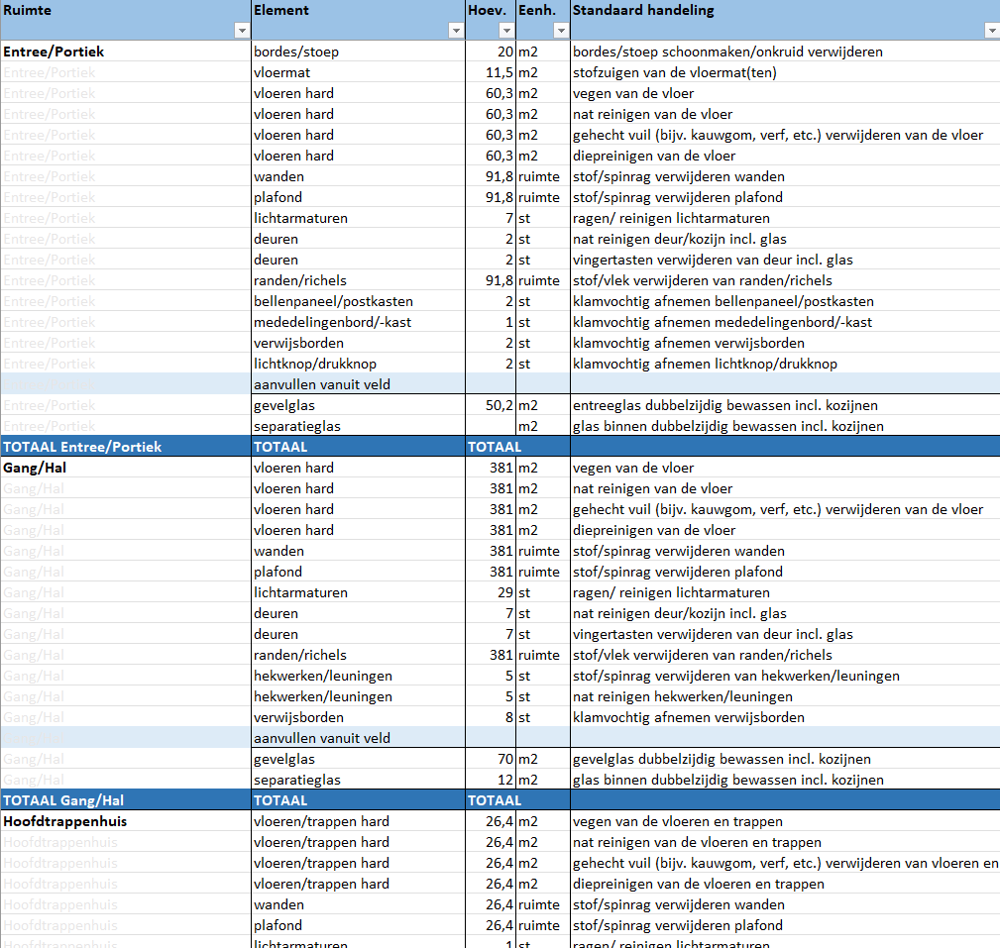 Ruimte Element Hoev. Eenh. Standaard handeling
Entree/Portiek bordes/stoep 20 m2 bordes/stoep schoonmaken/onkruid verwijderen
Entree/Portiek vloermat 11,5 m2 stofzuigen van de vloermat(ten)
Entree/Portiek vloeren hard 60,3 m2 vegen van de vloer
Entree/Portiek vloeren hard 60,3 m2 nat reinigen van de vloer
Entree/Portiek vloeren hard 60,3 m2 gehecht vuil (bijv. kauwgom, verf, etc.) verwijderen van de vloer
Entree/Portiek vloeren hard 60,3 m2 diepreinigen van de vloer
Entree/Portiek wanden 91,8 ruimte stof/spinrag verwijderen wanden
Entree/Portiek plafond 91,8 ruimte stof/spinrag verwijderen plafond
Entree/Portiek lichtarmaturen 7 st ragen/ reinigen lichtarmaturen
Entree/Portiek deuren 2 st nat reinigen deur/kozijn incl. glas
Entree/Portiek deuren 2 st vingertasten verwijderen van deur incl. glas
Entree/Portiek randen/richels 91,8 ruimte stof/vlek verwijderen van randen/richels
Entree/Portiek bellenpaneel/postkasten 2 st klamvochtig afnemen bellenpaneel/postkasten
Entree/Portiek mededelingenbord/-kast 1 st klamvochtig afnemen mededelingenbord/-kast
Entree/Portiek verwijsborden 2 st klamvochtig afnemen verwijsborden
Entree/Portiek lichtknop/drukknop 2 st klamvochtig afnemen lichtknop/drukknop
aanvullen vanuit veld
Entree/Portiek gevelglas 50,2 m2 entreeglas dubbelzijdig bewassen incl. kozijnen
Entree/Portiek separatieglas m2 glas binnen dubbelzijdig bewassen incl. kozijnen
TOTAAL Entree/Portiek TOTAAL TOTAAL
Gang/Hal vloeren hard 381 m2 vegen van de vloer
Gang/Hal vloeren hard 381 m2 nat reinigen van de vloer
Gang/Hal vloeren hard 381 m2 gehecht vuil (bijv. kauwgom, verf, etc.) verwijderen van de vloer
Gang/Hal vloeren hard 381 m2 diepreinigen van de vloer
Gang/Hal wanden 381 ruimte stof/spinrag verwijderen wanden
Gang/Hal plafond 381 ruimte stof/spinrag verwijderen plafond
Gang/Hal lichtarmaturen 29 st ragen/ reinigen lichtarmaturen
Gang/Hal deuren 7 st nat reinigen deur/kozijn incl. glas
Gang/Hal deuren 7 st vingertasten verwijderen van deur incl. glas
Gang/Hal randen/richels 381 ruimte stof/vlek verwijderen van randen/richels
Gang/Hal hekwerken/leuningen 5 st stof/spinrag verwijderen van hekwerken/leuningen
Gang/Hal hekwerken/leuningen 5 st nat reinigen hekwerken/leuningen
Gang/Hal verwijsborden 8 st klamvochtig afnemen verwijsborden
aanvullen vanuit veld
Gang/Hal gevelglas 70 m2 gevelglas dubbelzijdig bewassen incl. kozijnen
Gang/Hal separatieglas 12 m2 glas binnen dubbelzijdig bewassen incl. kozijnen
TOTAAL Gang/Hal TOTAAL TOTAAL
Hoofdtrappenhuis vloeren/trappen hard 26,4 m2 vegen van de vloeren en trappen
Hoofdtrappenhuis vloeren/trappen hard 26,4 m2 nat reinigen van de vloeren en trappen
Hoofdtrappenhuis vloeren/trappen hard 26,4 m2 gehecht vuil (bijv. kauwgom, verf, etc.) verwijderen van vloeren en
Hoofdtrappenhuis vloeren/trappen hard 26,4 m2 diepreinigen van de vloeren en trappen
Hoofdtrappenhuis wanden 26,4 ruimte stof/spinrag verwijderen wanden
Hoofdtrappenhuis plafond 26,4 ruimte stof/spinrag verwijderen plafond
Hoofdtrappenhuis lichtarmaturen 1 st ragen/ reinigen lichtarmaturen